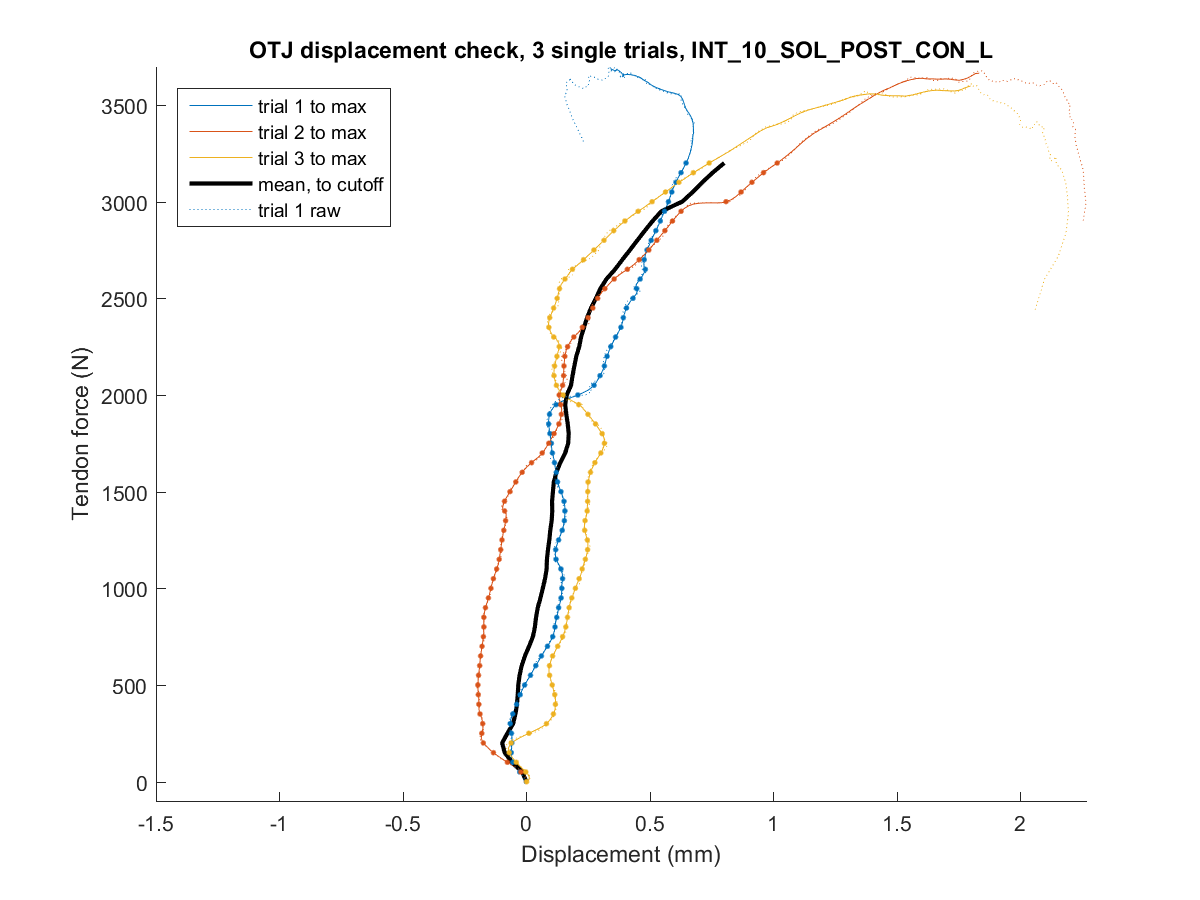 OTJ displacement check, 3 single trials, INT_10_SOL_POST_CON_L
trial 1 to max
trial 2 to max
trial 3 to max
mean, to cutoff
trial 1 raw
3500
3000
2500
2000
1500
1000
500
0
Tendon force (N)
-1.5
-1
-0.5
0
0.5
1
1.5
2
Displacement (mm)